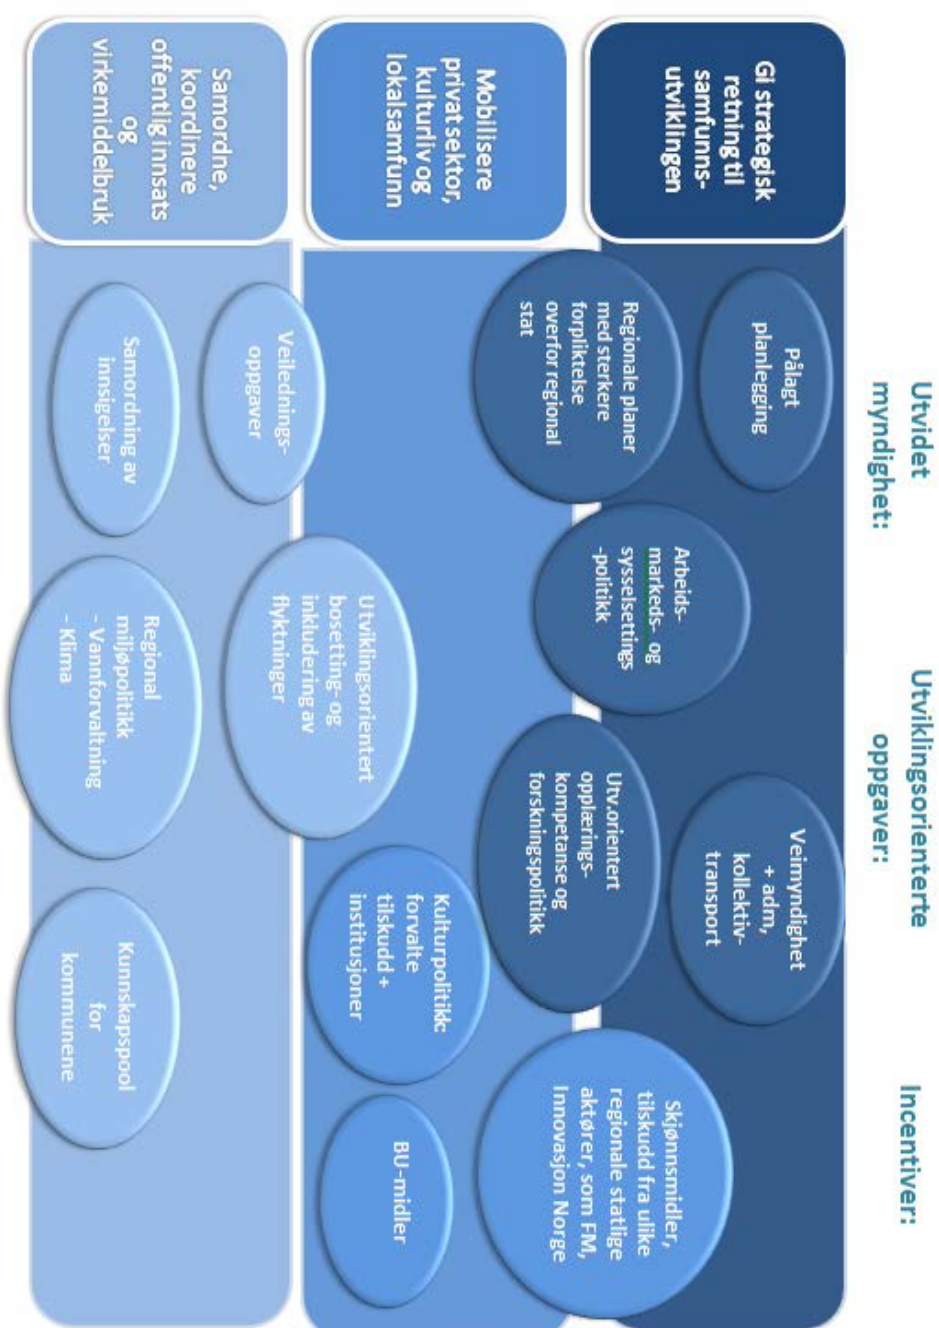 Utvidet
myndighet:
Utviklingsorienterte
oppgaver:
Incentiver:
Gi strategisk
retning til
samfunns-
utviklingen
Pålagt
planlegging
Regionale planer
med sterkere
forpliktelse
overfor regional
stat
Arbeids-
markeds- og
sysselsettings
-politikk
Veimyndighet
+ adm,
kollektiv-
transport
Utv.orientert
opplærings-
kompetanse og
forskningspolitikk
Skjønnsmidler,
tilskudd fra ulike
regionale statlige
aktører, som FM,
Innovasjon Norge
Mobilisere
privat sektor,
kulturliv og
lokalsamfunn
Utviklingsorientert
bosetting- og
inkludering av
flyktninger
Kulturpolitikk:
forvalte
tilskudd +
institusjoner
BU-midler
Samordne,
koordinere
offentlig innsats
og
virkemiddelbruk
Veilednings-
oppgaver
Samordning av
innsigelser
Regional
miljøpolitikk
- Vannforvaltning
- Klima
Kunnskapspool
for
kommunene